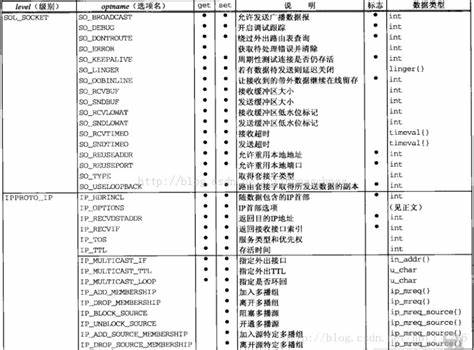 level（级别） optname（选项名） get set 说 明 标志 数据类型
SOL_SOCKET SO_BROADCAST • • 允许发送广播数据报 • int
SO_DEBUG • • 开启调试跟踪 • int
SO_DONTROUTE • • 绕过外出路由表查询 • int
SO_ERROR • 获取待处理错误并清除 int
SO_KEEPALIVE • • 周期性测试连接是否仍存活 • int
SO_LINGER • • 若有数据待发送则延迟关闭 linger{}
SO_OOBINLINE • • 让接收到的带外数据继续在线留存 • int
SO_RCVBUF • • 接收缓冲区大小 int
SO_SNDBUF • • 发送缓冲区大小 int
SO_RCVLOWAT • • 接收缓冲区低水位标记 int
SO_SNDLOWAT • • 发送缓冲区低水位标记 int
SO_RCVTIMEO • • 接收超时 timeval{}
SO_SNDTIMEO • • 发送超时 timeval{}
SO_REUSEADDR • • 允许重用本地地址 • int
SO_REUSEPORT • • 允许重用本地端口 • int
SO_TYPE • 取得套接字类型 int
SO_USELOOPBACK • • 路由套接字取得所发送数据的副本 • int
IPPROTO_IP IP_HDRINCL • • 随数据包含的IP首部 • int
IP_OPTIONS • • IP首部选项 （见正文）
IP_RECVDSTADDR • • 返回目的IP地址 • int
IP_RECVIF • • 返回接收接口索引 • int
IP_TOS • • 服务类型和优先权 int
IP_TTL • • 存活时间 int
IP_MULTICAST_IF • • 指定外出接口 in_addr{}
IP_MULTICAST_TTL • • 指定外出TTL u_char
IP_MULTICAST_LOOP • • 指定是否环回 u_char
IP_ADD_MEMBERSHIP • 加入多播组 ip_mreq{}
IP_DROP_MEMBERSHIP • 离开多播组 ip_mreq{}
IP_BLOCK_SOURCE • 阻塞多播源 ip_mreq_source{}
IP_UNBLOCK_SOURCE • 开通多播源 ip_mreq_source{}
IP_ADD_SOURCE_MEMBERSHIP • 加入源特定多播组 ip_mreq_source{}
IP_DROP_SOURCE_MEMBERSHIP • 离开源特定多播组 ip_mreq_source{}